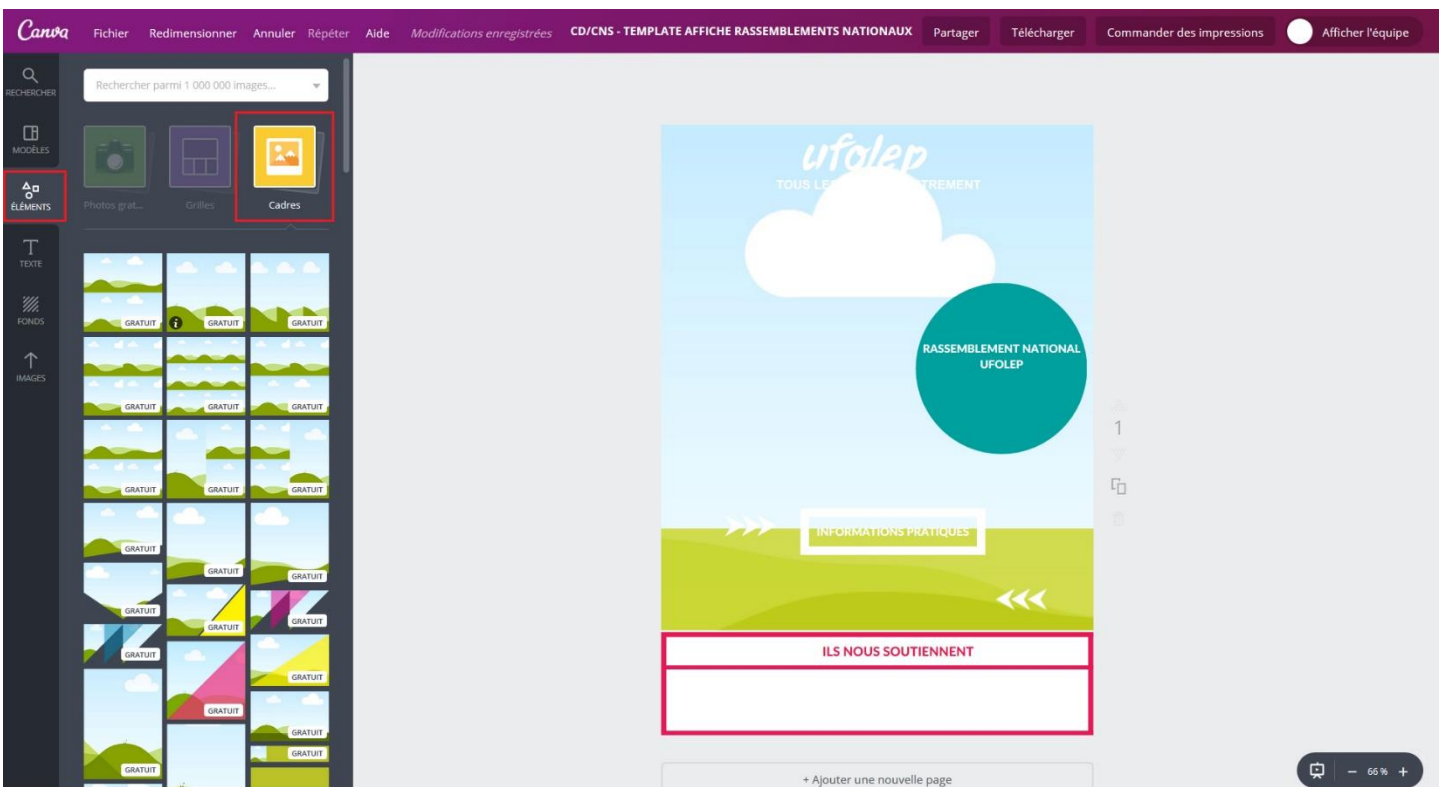 Canva Fichier Redimensionner Annuler Répéter Aide Modifications enregistrées CD/CNS - TEMPLATE AFFICHE RASSEMBLEMENTS NATIONAUX Partager Télécharger Commander des impressions Afficher l'équipe
RECHERCHER
MODÈLES
ÉLÉMENTS
TEXTE
FONDS
IMAGES
Rechercher parmi 1 000 000 images...
Photos grat... Grilles Cadres
GRATUIT GRATUIT GRATUIT
GRATUIT GRATUIT GRATUIT
GRATUIT GRATUIT GRATUIT
GRATUIT GRATUIT GRATUIT
GRATUIT GRATUIT GRATUIT
GRATUIT GRATUIT GRATUIT
GRATUIT GRATUIT GRATUIT
GRATUIT
ufolep
TOUS LES
RASSEMBLEMENT NATIONAL
UFOLEP
INFORMATIONS PRATIQUES
ILS NOUS SOUTIENNENT
1
+ Ajouter une nouvelle page
− 66 % +